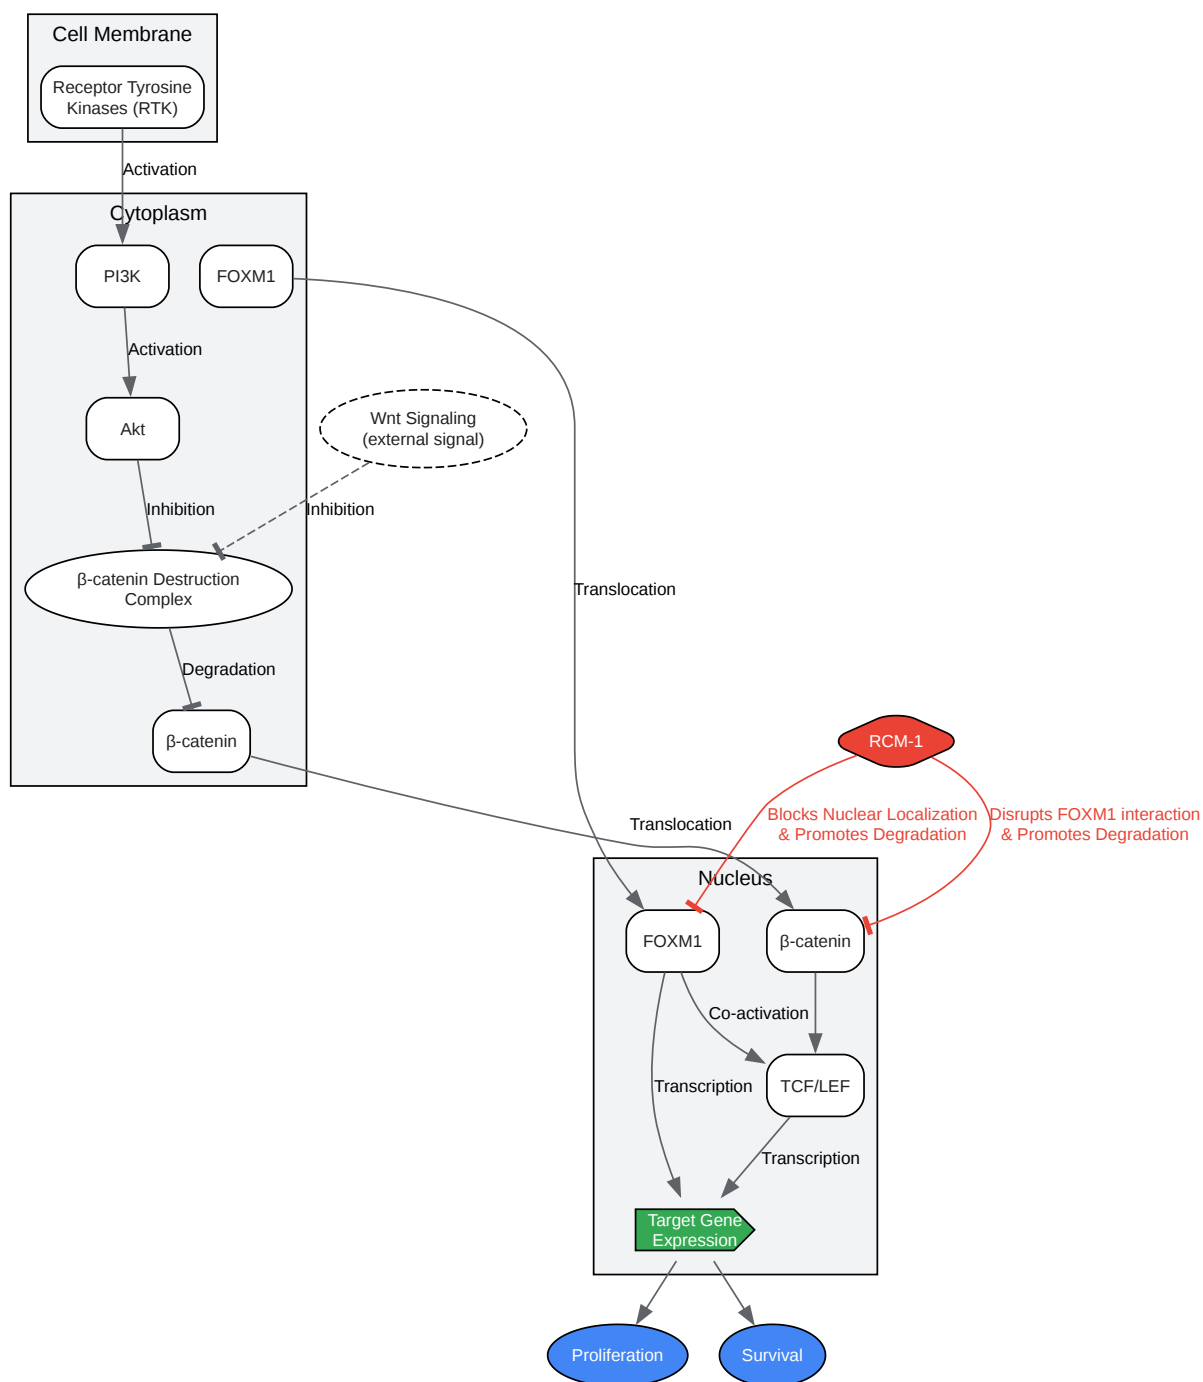 Cell Membrane
Receptor Tyrosine
Kinases (RTK)
Activation
Cytoplasm
PI3K
FOXM1
Activation
Akt
Wnt Signaling
(external signal)
Inhibition
Inhibition
β-catenin Destruction
Complex
Translocation
Degradation
β-catenin
RCM-1
Translocation
Blocks Nuclear Localization
& Promotes Degradation
Disrupts FOXM1 interaction
& Promotes Degradation
Nucleus
FOXM1
β-catenin
Co-activation
Transcription
TCF/LEF
Transcription
Target Gene
Expression
Proliferation
Survival